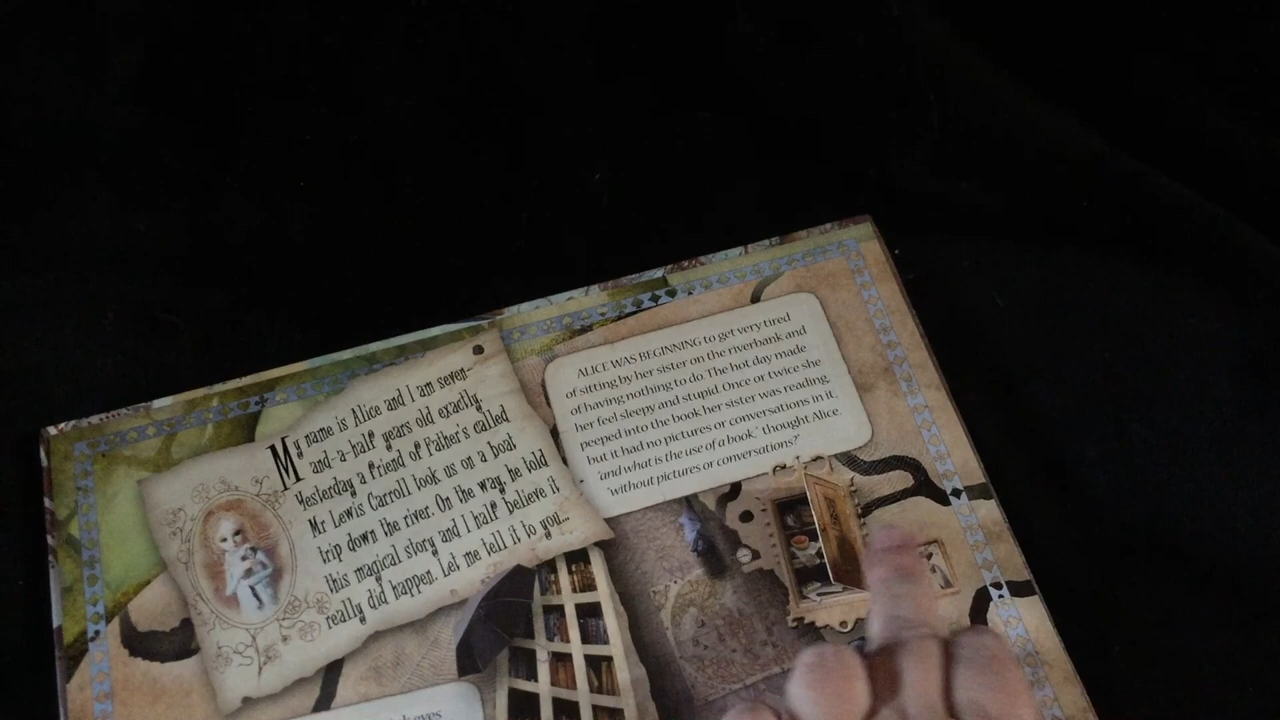 My name is Alice and I am seven-
and-a-half years old exactly.
Yesterday a friend of Father's called
Mr Lewis Carroll took us on a boat
trip down the river. On the way, he told
this magical story and I half believe it
really did happen. Let me tell it to you...
ALICE WAS BEGINNING to get very tired
of sitting by her sister on the riverbank and
of having nothing to do. The hot day made
her feel sleepy and stupid. Once or twice she
peeped into the book her sister was reading,
but it had no pictures or conversations in it,
"and what is the use of a book," thought Alice.
"without pictures or conversations?"